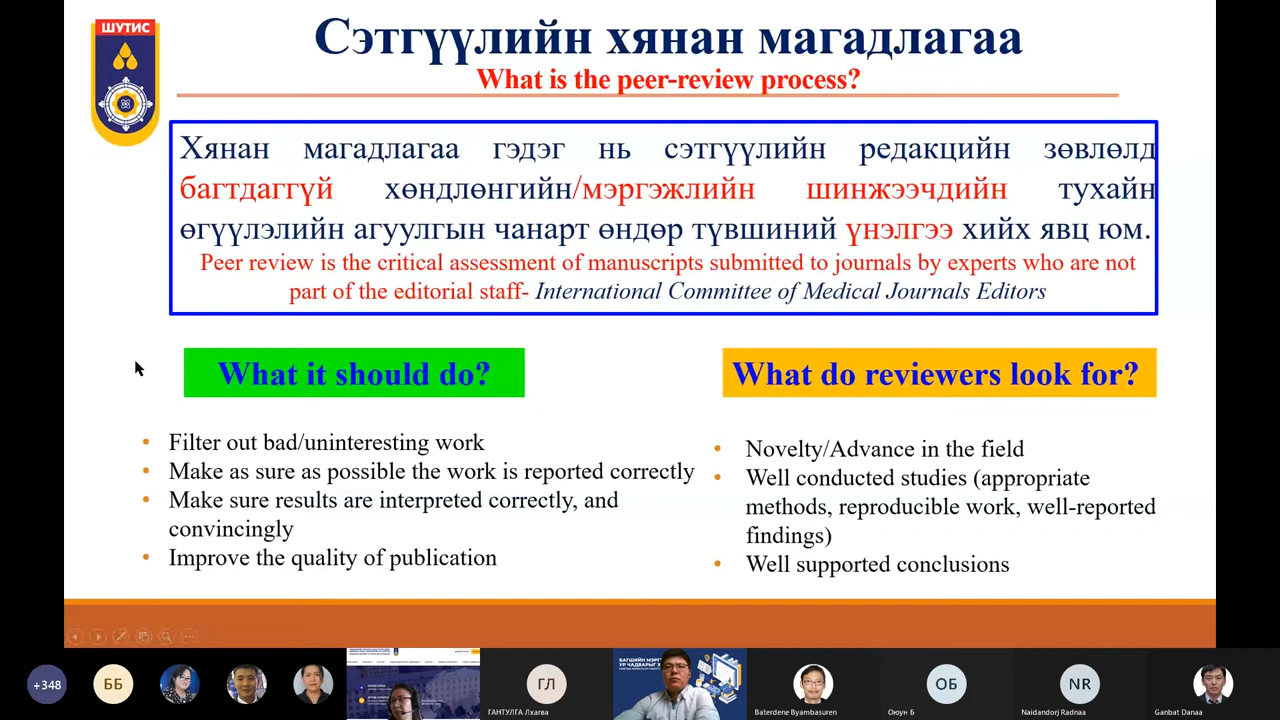 ШУТИС
Сэтгүүлийн хянан магадлагаа
What is the peer-review process?
Хянан магадлагаа гэдэг нь сэтгүүлийн редакцийн зөвлөлд
багтдаггүй хөндлөнгийн/мэргэжлийн шинжээчдийн тухайн
өгүүлэлийн агуулгын чанарт өндөр түвшиний үнэлгээ хийх явц юм.
Peer review is the critical assessment of manuscripts submitted to journals by experts who are not
part of the editorial staff- International Committee of Medical Journals Editors
What it should do?
• Filter out bad/uninteresting work
• Make as sure as possible the work is reported correctly
• Make sure results are interpreted correctly, and
convincingly
• Improve the quality of publication
What do reviewers look for?
• Novelty/Advance in the field
• Well conducted studies (appropriate
methods, reproducible work, well-reported
findings)
• Well supported conclusions
+348
ББ
ГЛ
ГАНТУЛГА Лхагва
Baterdene Byambasuren
ОБ
Оюун Б
NR
Naidandorj Radnaa
Ganbat Danaa